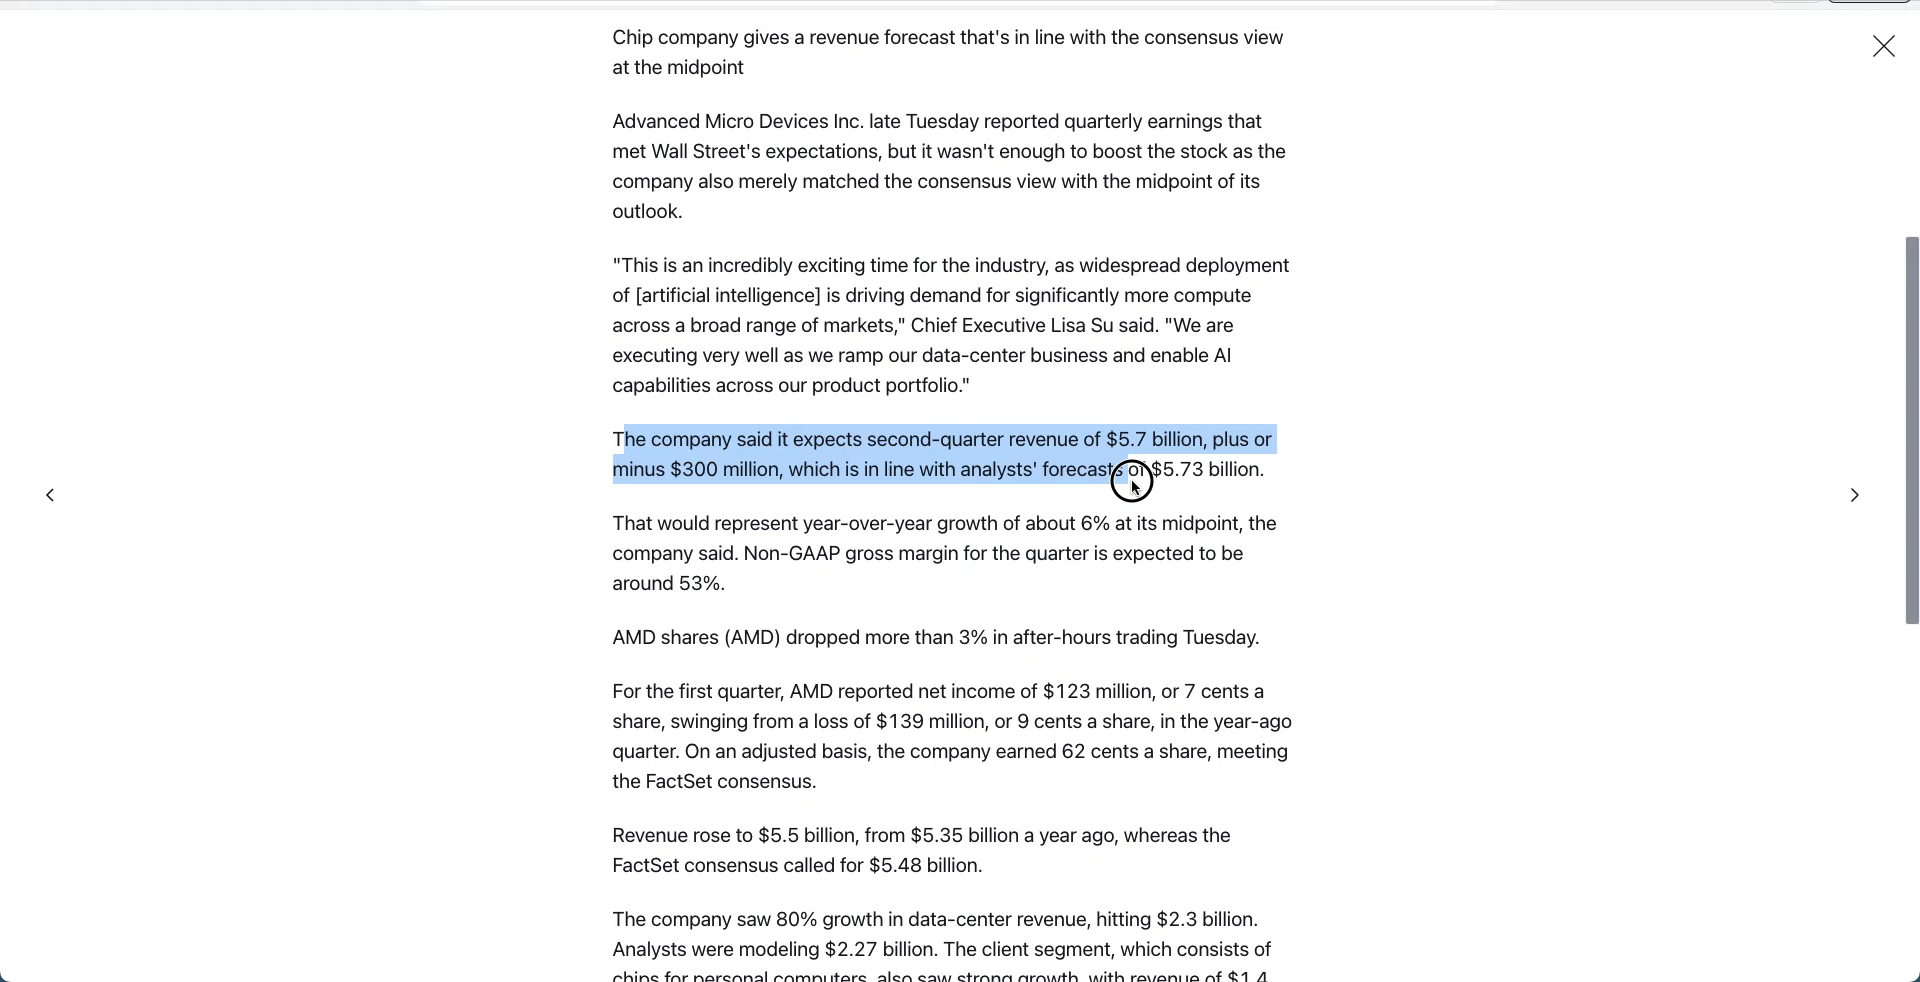 Chip company gives a revenue forecast that's in line with the consensus view
at the midpoint
Advanced Micro Devices Inc. late Tuesday reported quarterly earnings that
met Wall Street's expectations, but it wasn't enough to boost the stock as the
company also merely matched the consensus view with the midpoint of its
outlook.
"This is an incredibly exciting time for the industry, as widespread deployment
of [artificial intelligence] is driving demand for significantly more compute
across a broad range of markets," Chief Executive Lisa Su said. "We are
executing very well as we ramp our data-center business and enable AI
capabilities across our product portfolio."
The company said it expects second-quarter revenue of $5.7 billion, plus or
minus $300 million, which is in line with analysts' forecasts of $5.73 billion.
That would represent year-over-year growth of about 6% at its midpoint, the
company said. Non-GAAP gross margin for the quarter is expected to be
around 53%.
AMD shares (AMD) dropped more than 3% in after-hours trading Tuesday.
For the first quarter, AMD reported net income of $123 million, or 7 cents a
share, swinging from a loss of $139 million, or 9 cents a share, in the year-ago
quarter. On an adjusted basis, the company earned 62 cents a share, meeting
the FactSet consensus.
Revenue rose to $5.5 billion, from $5.35 billion a year ago, whereas the
FactSet consensus called for $5.48 billion.
The company saw 80% growth in data-center revenue, hitting $2.3 billion.
Analysts were modeling $2.27 billion. The client segment, which consists of
chips for personal computers, also saw strong growth, with revenue of $1.4